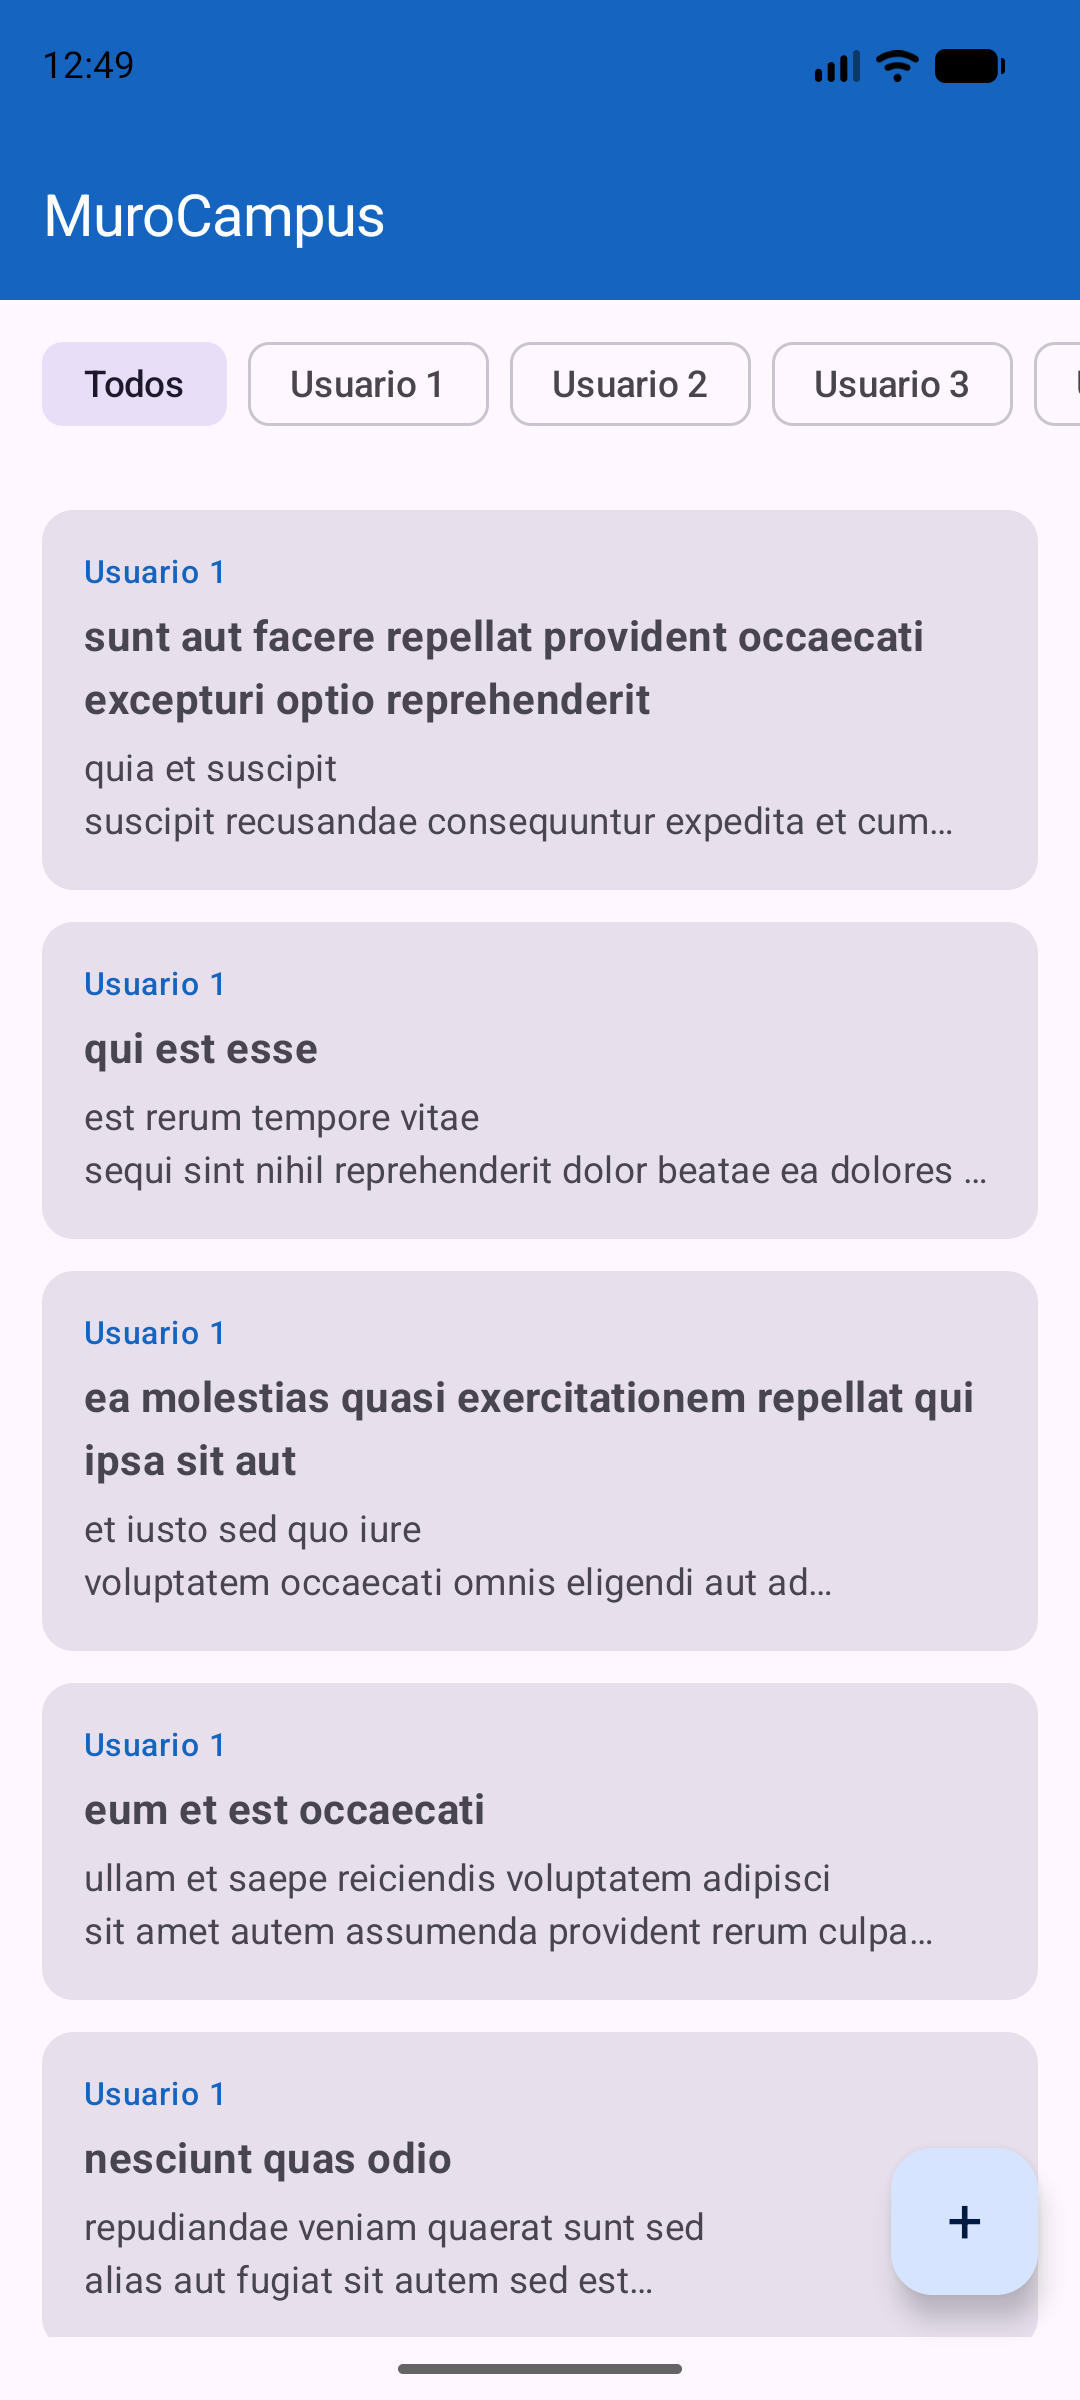 12:49
MuroCampus
Todos
Usuario 1
Usuario 2
Usuario 3
Usuario 1
sunt aut facere repellat provident occaecati
excepturi optio reprehenderit
quia et suscipit
suscipit recusandae consequuntur expedita et cum…
Usuario 1
qui est esse
est rerum tempore vitae
sequi sint nihil reprehenderit dolor beatae ea dolores …
Usuario 1
ea molestias quasi exercitationem repellat qui
ipsa sit aut
et iusto sed quo iure
voluptatem occaecati omnis eligendi aut ad…
Usuario 1
eum et est occaecati
ullam et saepe reiciendis voluptatem adipisci
sit amet autem assumenda provident rerum culpa…
Usuario 1
nesciunt quas odio
repudiandae veniam quaerat sunt sed
alias aut fugiat sit autem sed est…
+